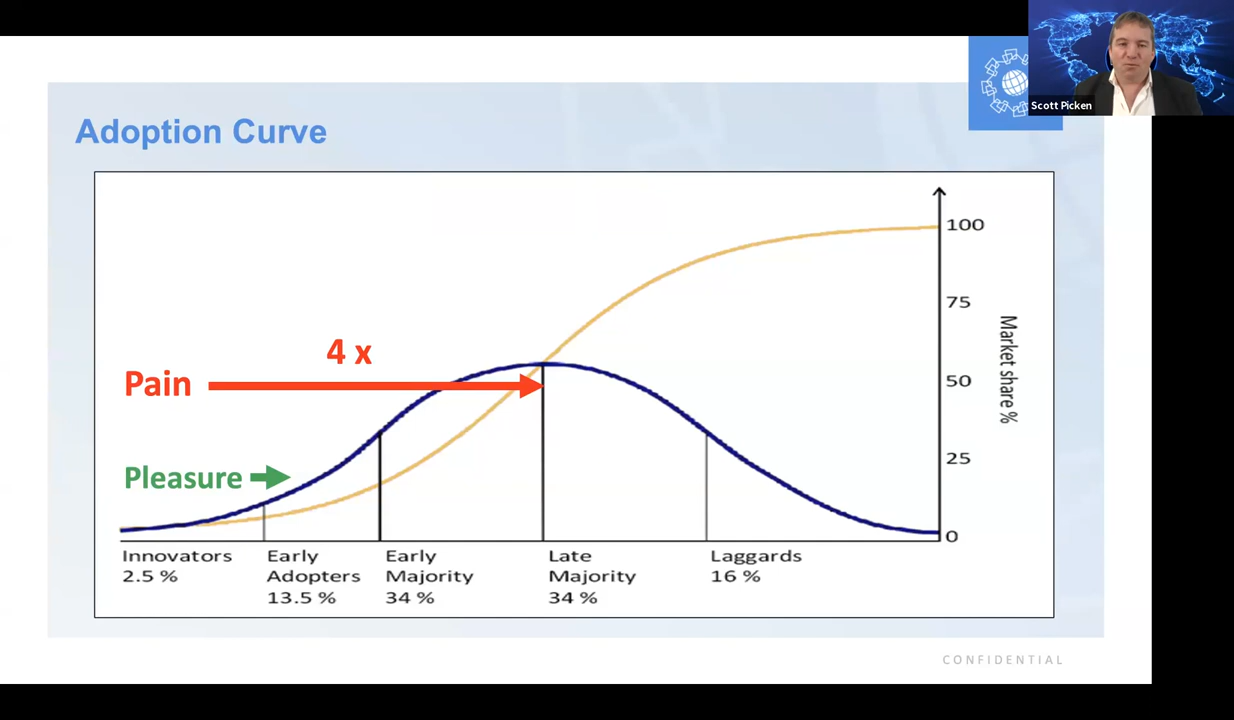 Scott Picken
Adoption Curve
100
75
50
25
0
Market share %
4 x
Pain
Pleasure
Innovators
2.5 %
Early
Adopters
13.5 %
Early
Majority
34 %
Late
Majority
34 %
Laggards
16 %
CONFIDENTIAL